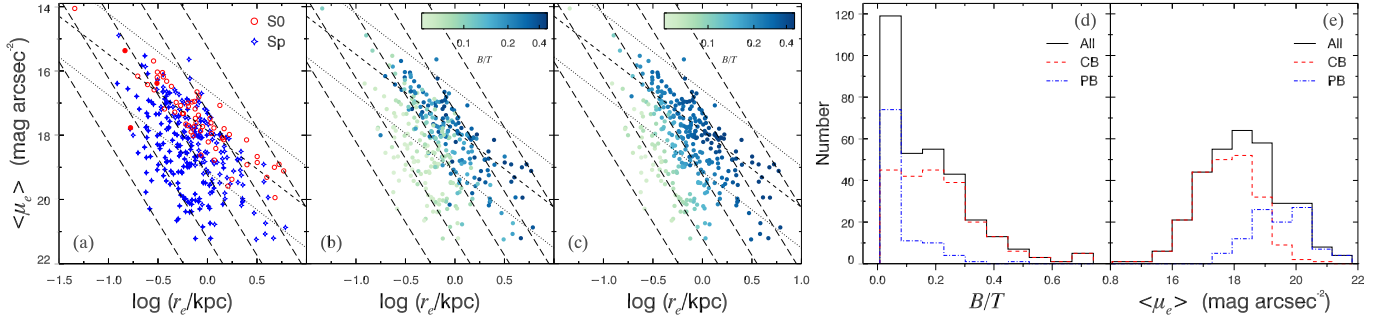 14
16
18
20
22
<μₑ> (mag arcsec⁻²)
S0
Sp
(a)
−1.5 −1.0 −0.5 0.0 0.5
log (rₑ/kpc)
0.1 0.2 0.4
B/T
(b)
−1.0 −0.5 0.0 0.5
log (rₑ/kpc)
0.1 0.2 0.4
B/T
(c)
−1.0 −0.5 0.0 0.5 1.0
log (rₑ/kpc)
120
100
80
60
40
20
0
Number
(d)
All
CB
PB
0.0 0.2 0.4 0.6 0.8
B/T
(e)
All
CB
PB
16 18 20 22
<μₑ> (mag arcsec⁻²)